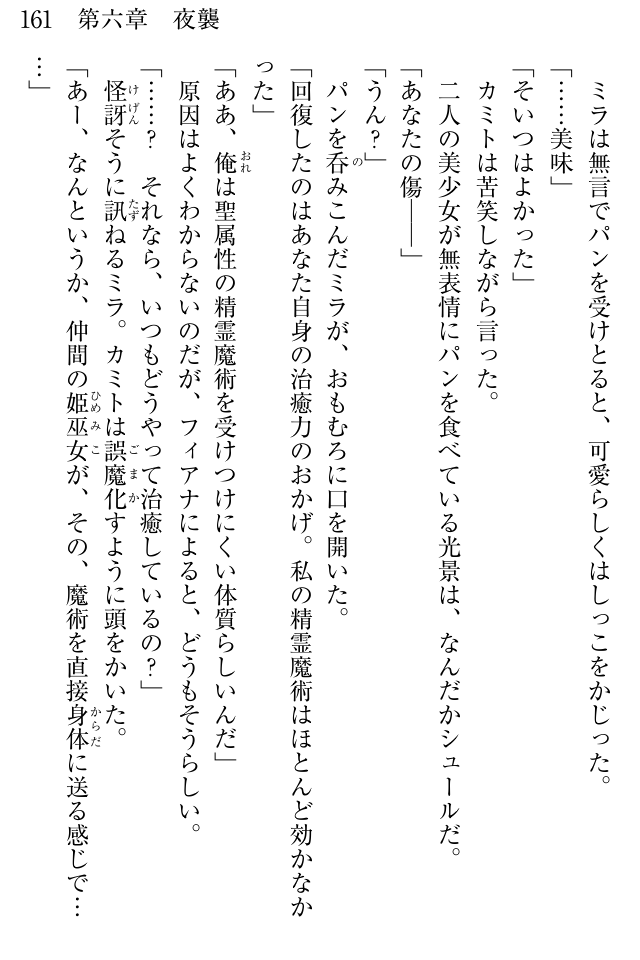 161　第六章　夜襲
　ミラは無言でパンを受けとると、可愛らしくはしっこをかじった。
「……美味」
「そいつはよかった」
　カミトは苦笑しながら言った。
　二人の美少女が無表情にパンを食べている光景は、なんだかシュールだ。
「あなたの傷――」
「うん？」
　パンを呑みこんだミラが、おもむろに口を開いた。
「回復したのはあなた自身の治癒力のおかげ。私の精霊魔術はほとんど効かなか
った」
「ああ、俺は聖属性の精霊魔術を受けつけにくい体質らしいんだ」
　原因はよくわからないのだが、フィアナによると、どうもそうらしい。
「……？　それなら、いつもどうやって治癒しているの？」
　怪訝そうに訊ねるミラ。カミトは誤魔化すように頭をかいた。
「あー、なんというか、仲間の姫巫女が、その、魔術を直接身体に送る感じで…
…」